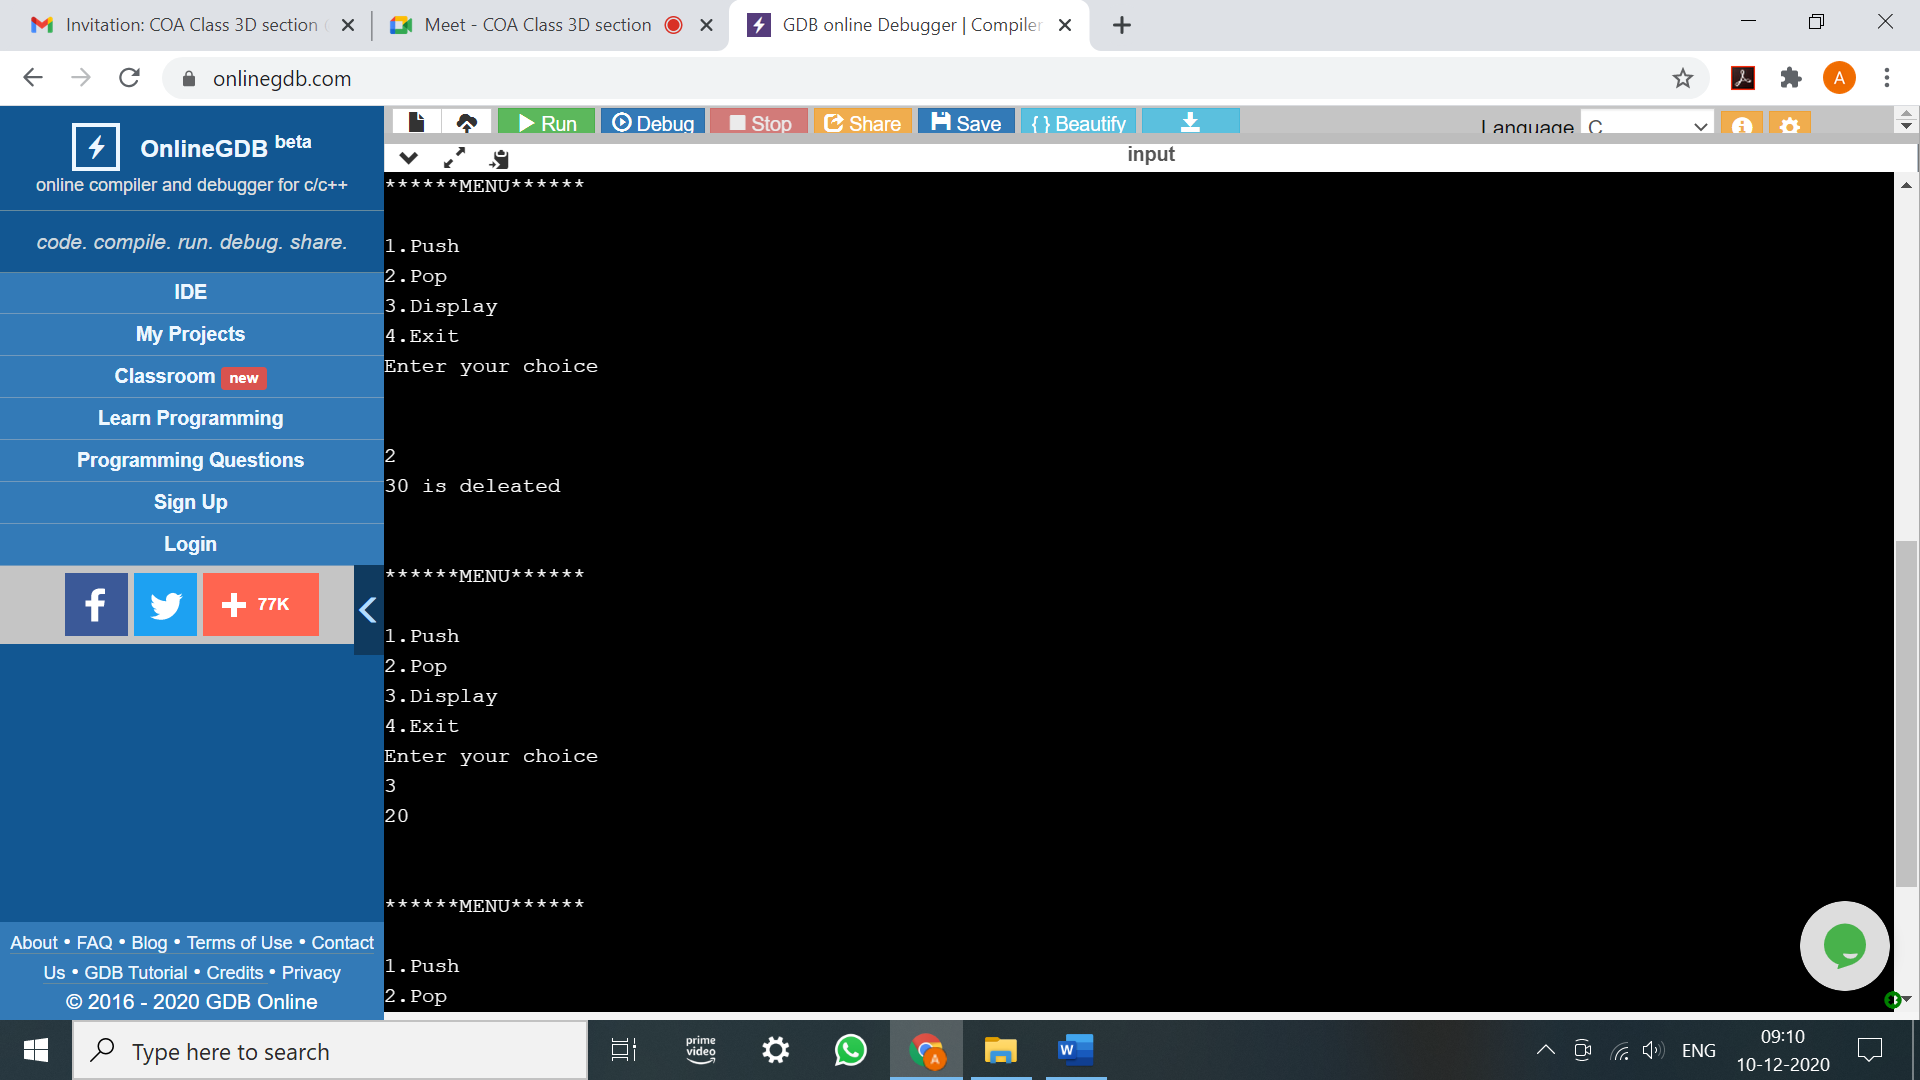 Invitation: COA Class 3D section
Meet - COA Class 3D section
GDB online Debugger | Compiler
onlinegdb.com
A
OnlineGDB beta
online compiler and debugger for c/c++
code. compile. run. debug. share.
IDE
My Projects
Classroom new
Learn Programming
Programming Questions
Sign Up
Login
77K
About • FAQ • Blog • Terms of Use • Contact
Us • GDB Tutorial • Credits • Privacy
© 2016 - 2020 GDB Online
Run Debug Stop Share Save { } Beautify
Language C
input
******MENU******
1.Push
2.Pop
3.Display
4.Exit
Enter your choice
2
30 is deleated
******MENU******
1.Push
2.Pop
3.Display
4.Exit
Enter your choice
3
20
******MENU******
1.Push
2.Pop
Type here to search
prime video
A
W
ENG
09:10
10-12-2020